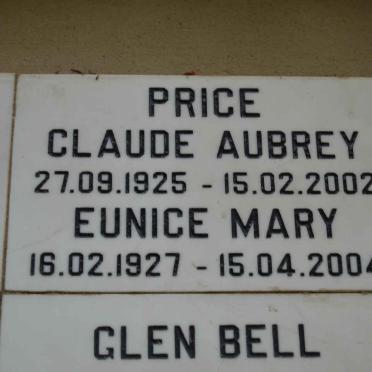 PRICE
CLAUDE AUBREY
27.09.1925 - 15.02.2002
EUNICE MARY
16.02.1927 - 15.04.2004
GLEN BELL